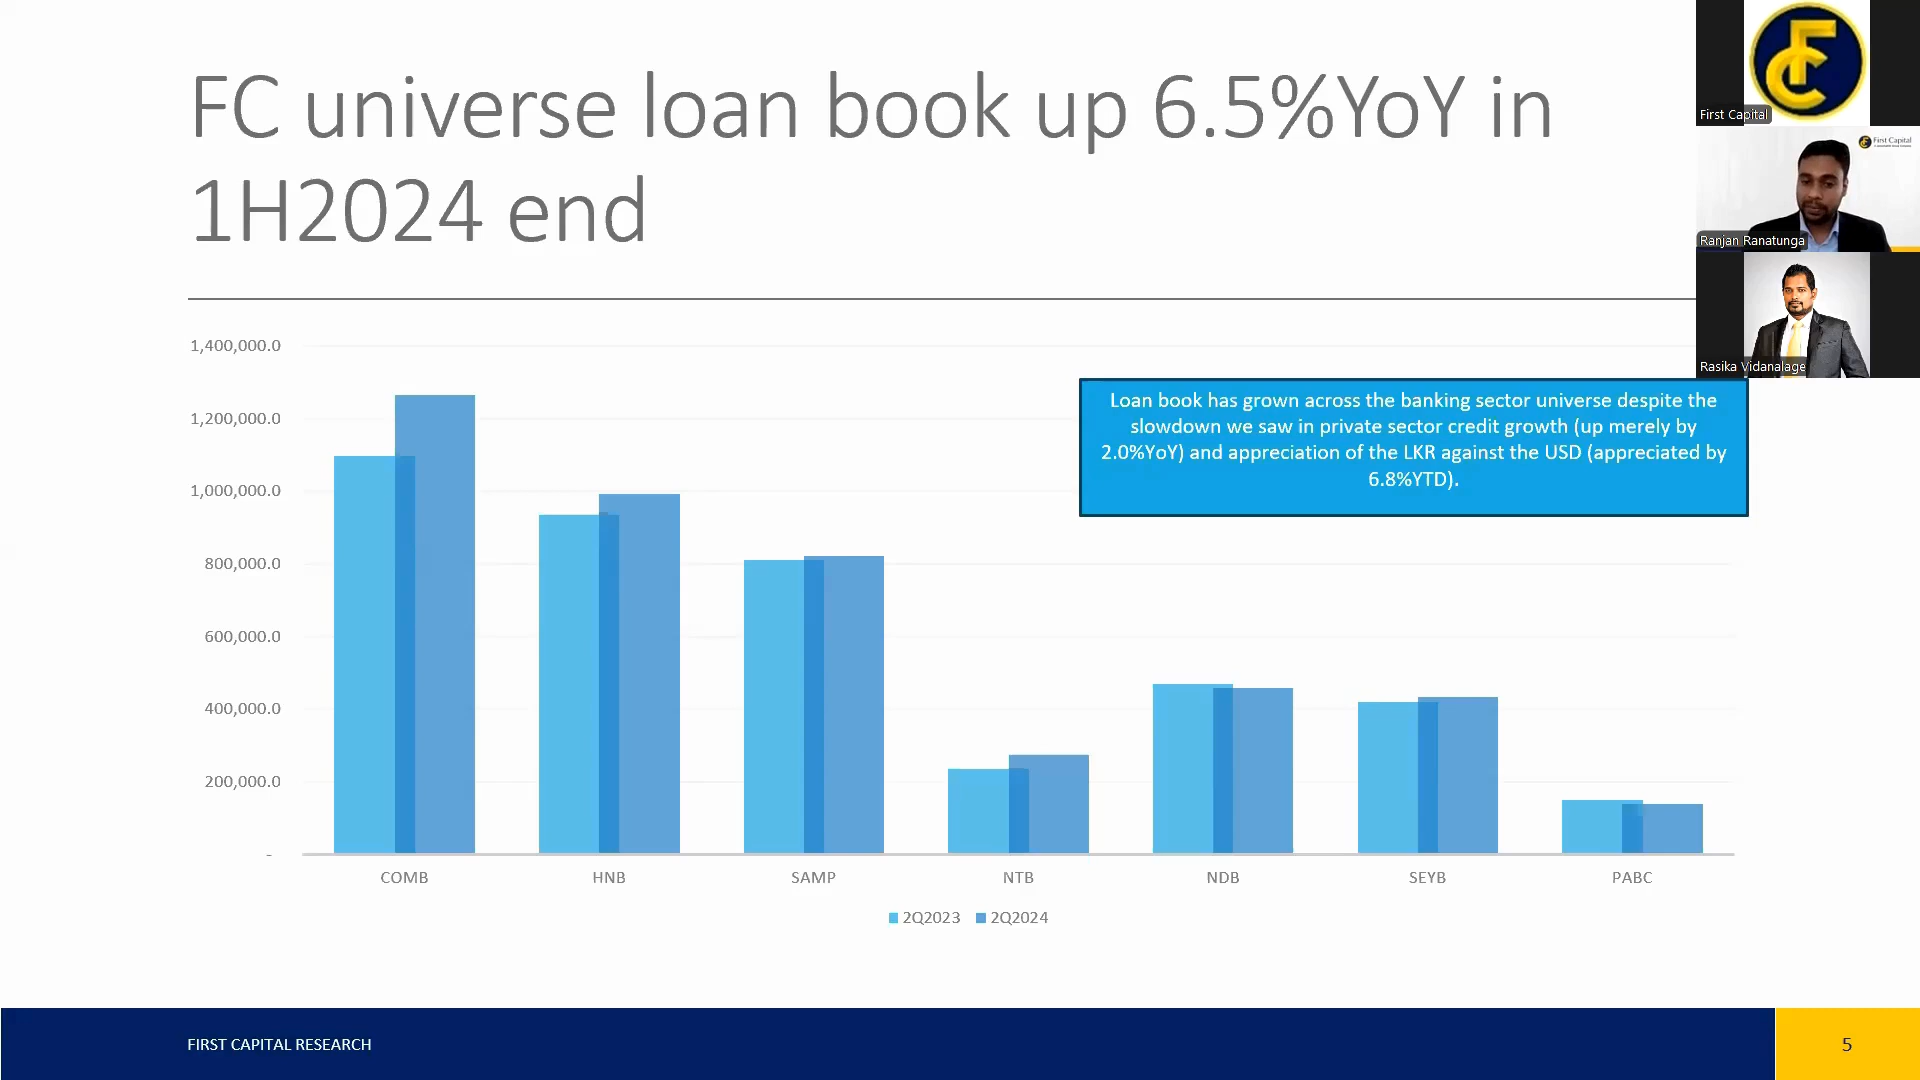 FC universe loan book up 6.5%YoY in
1H2024 end
First Capital
First Capital
Ranjan Ranatunga
Rasika Vidanalage
Loan book has grown across the banking sector universe despite the
slowdown we saw in private sector credit growth (up merely by
2.0%YoY) and appreciation of the LKR against the USD (appreciated by
6.8%YTD).
1,400,000.0
1,200,000.0
1,000,000.0
800,000.0
600,000.0
400,000.0
200,000.0
-
COMB HNB SAMP NTB NDB SEYB PABC
2Q2023 2Q2024
FIRST CAPITAL RESEARCH
5